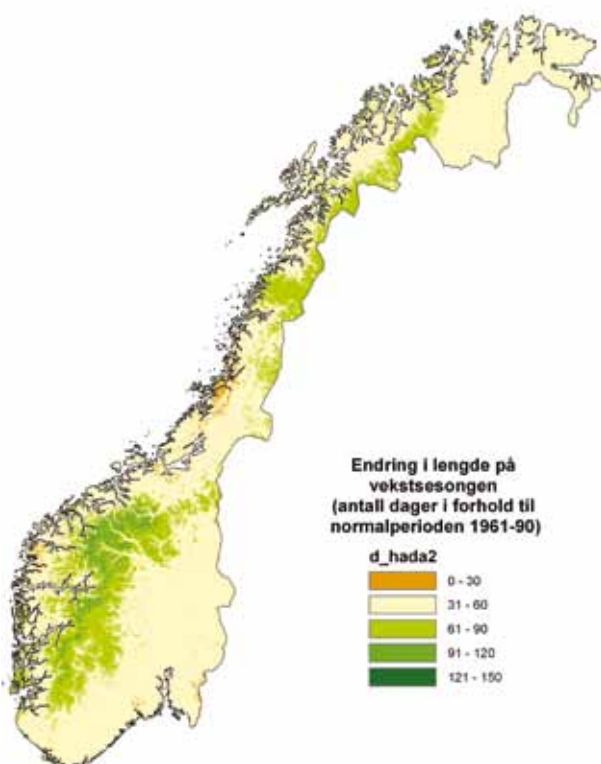 Endring i lengde på
vekstsesongen
(antall dager i forhold til
normalperioden 1961-90)
d_hada2
0 - 30
31 - 60
61 - 90
91 - 120
121 - 150